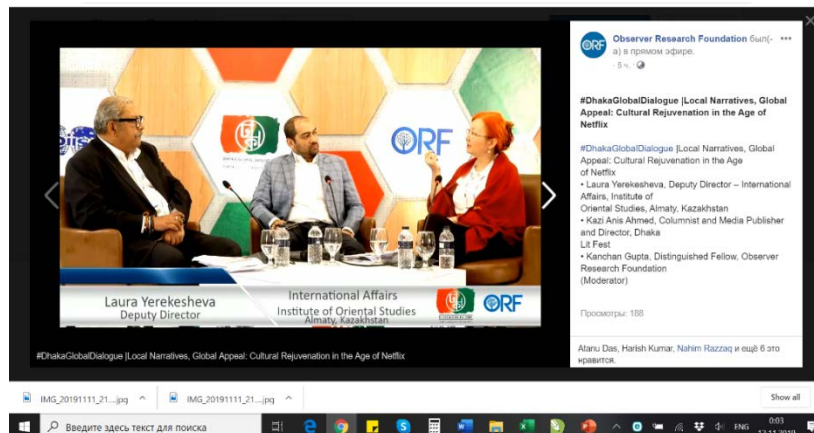 ORF
ORF
Laura Yerekesheva
Deputy Director
International Affairs
Institute of Oriental Studies
Almaty, Kazakhstan
ORF
#DhakaGlobalDialogue |Local Narratives, Global Appeal: Cultural Rejuvenation in the Age of Netflix
Observer Research Foundation был(-
а) в прямом эфире.
5 ч. ·
#DhakaGlobalDialogue |Local Narratives, Global
Appeal: Cultural Rejuvenation in the Age of
Netflix
#DhakaGlobalDialogue |Local Narratives, Global
Appeal: Cultural Rejuvenation in the Age
of Netflix
• Laura Yerekesheva, Deputy Director – International
Affairs, Institute of
Oriental Studies, Almaty, Kazakhstan
• Kazi Anis Ahmed, Columnist and Media Publisher
and Director, Dhaka
Lit Fest
• Kanchan Gupta, Distinguished Fellow, Observer
Research Foundation
(Moderator)
Просмотры: 188
Atanu Das, Harish Kumar, Nahim Razzaq и ещё 6 это
нравится.
IMG_20191111_21....jpg
IMG_20191111_21....jpg
Show all
Введите здесь текст для поиска
ENG
0:03